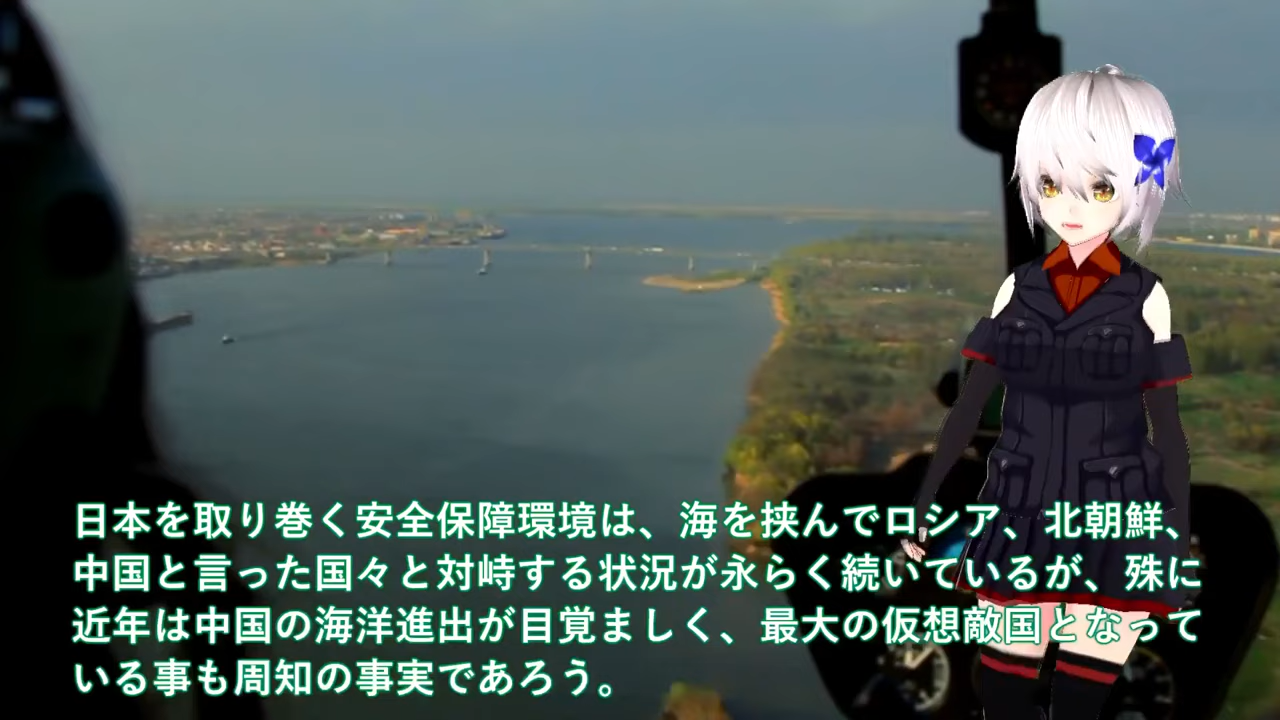 日本を取り巻く安全保障環境は、海を挟んでロシア、北朝鮮、
中国と言った国々と対峙する状況が永らく続いているが、殊に
近年は中国の海洋進出が目覚ましく、最大の仮想敵国となって
いる事も周知の事実であろう。